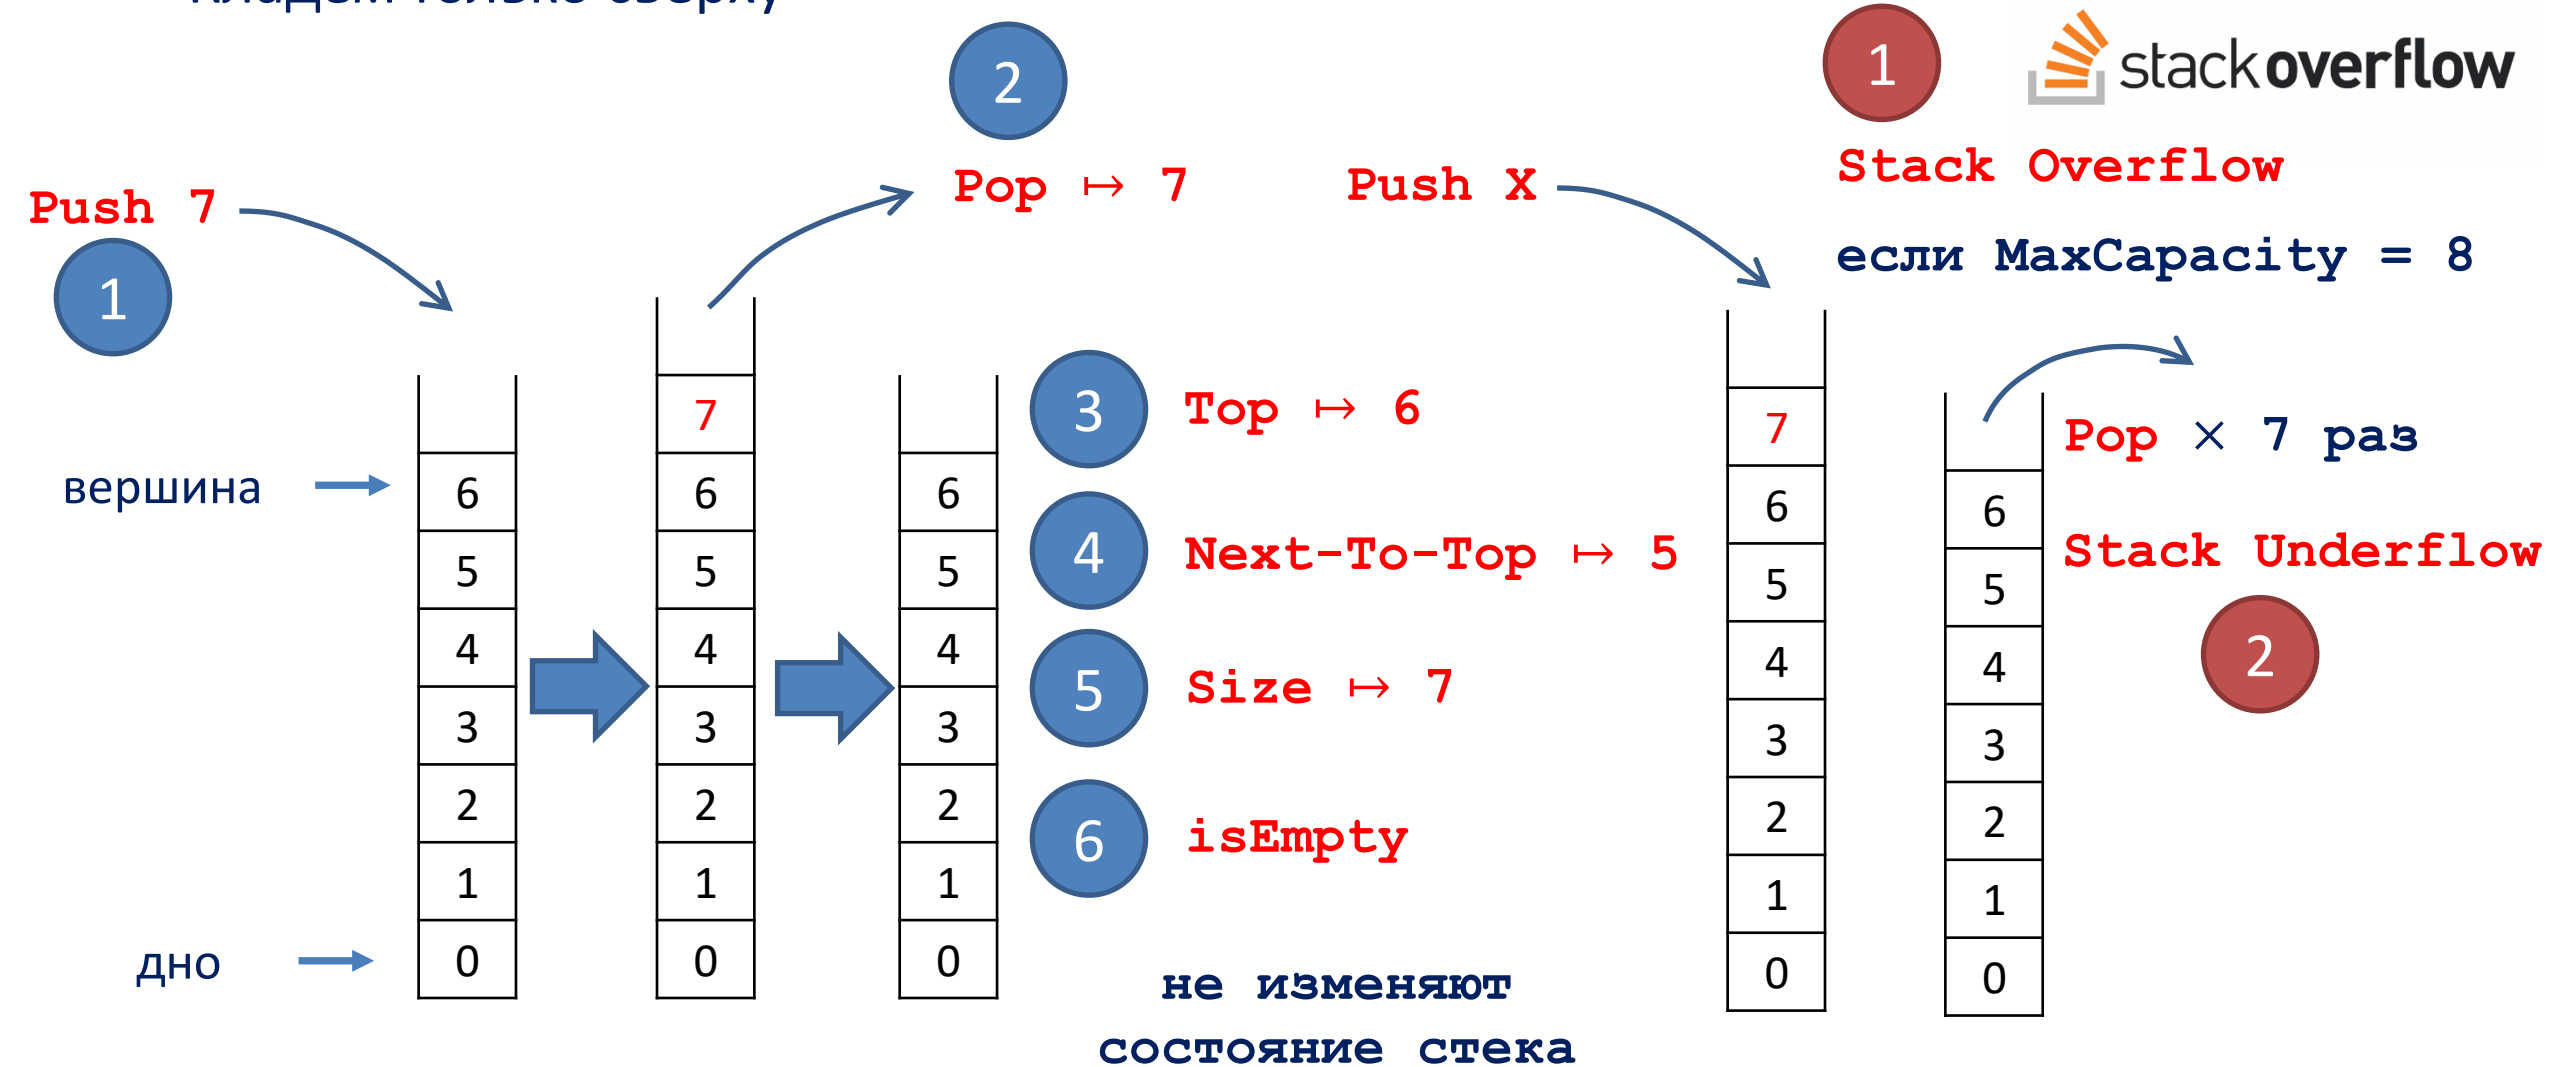 только сверху
2
1
stackoverflow
Push 7
Pop ↦ 7
Push X
Stack Overflow
1
если MaxCapacity = 8
вершина
6
5
4
3
2
1
0
дно
7
6
5
4
3
2
1
0
6
5
4
3
2
1
0
3 Top ↦ 6
4 Next-To-Top ↦ 5
5 Size ↦ 7
6 isEmpty
не изменяют
состояние стека
7
6
5
4
3
2
1
0
6
5
4
3
2
1
0
Pop × 7 раз
Stack Underflow
2